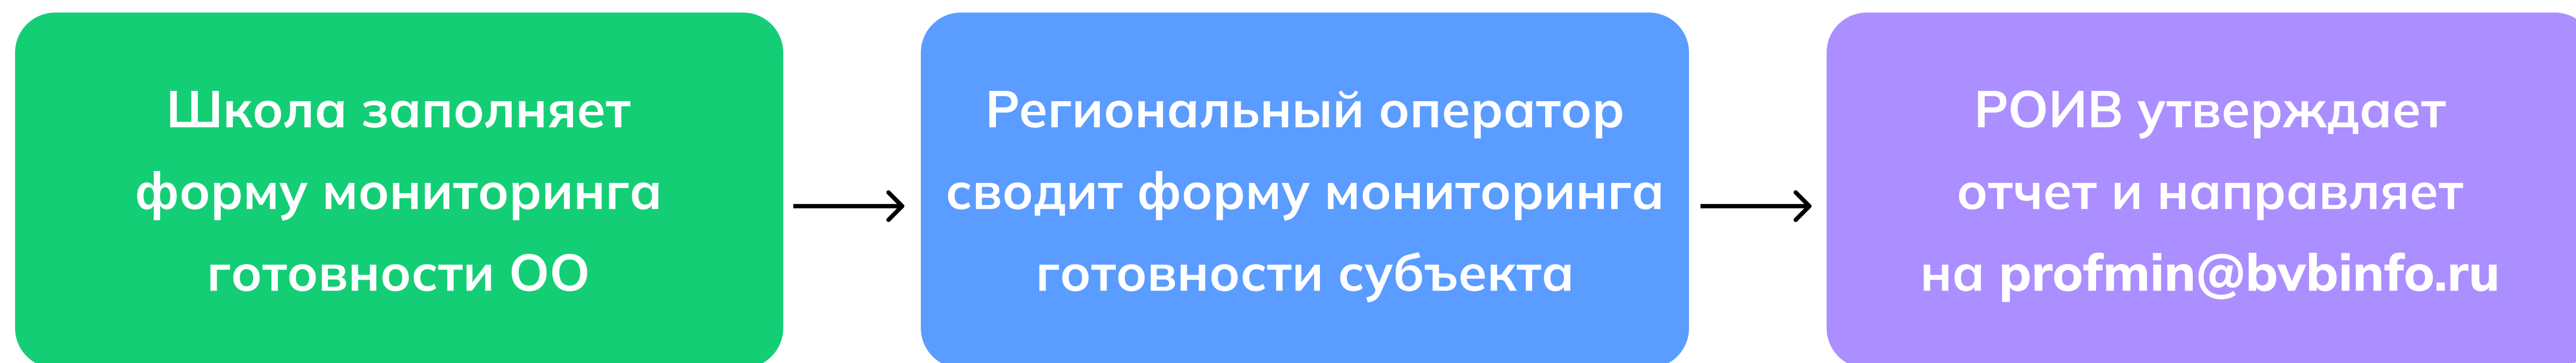 Школа заполняет
форму мониторинга
готовности ОО
Региональный оператор
сводит форму мониторинга
готовности субъекта
РОИВ утверждает
отчет и направляет
на profmin@bvbinfo.ru